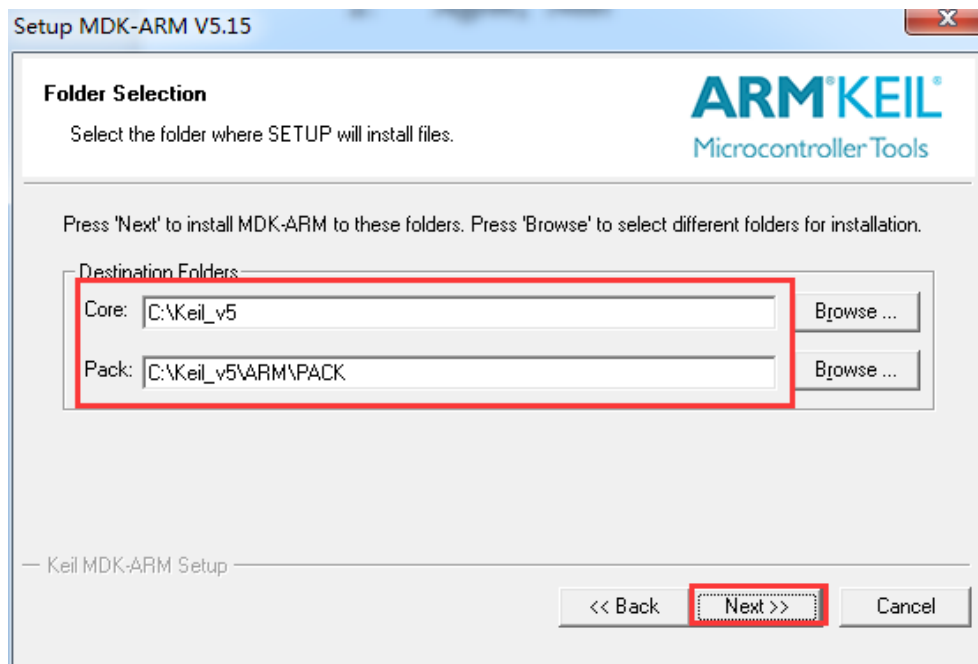 Setup MDK-ARM V5.15
Folder Selection
Select the folder where SETUP will install files.
ARM®KEIL®
Microcontroller Tools
Press 'Next' to install MDK-ARM to these folders. Press 'Browse' to select different folders for installation.
Destination Folders
Core: C:\Keil_v5 Browse ...
Pack: C:\Keil_v5\ARM\PACK Browse ...
Keil MDK-ARM Setup
<< Back Next >> Cancel